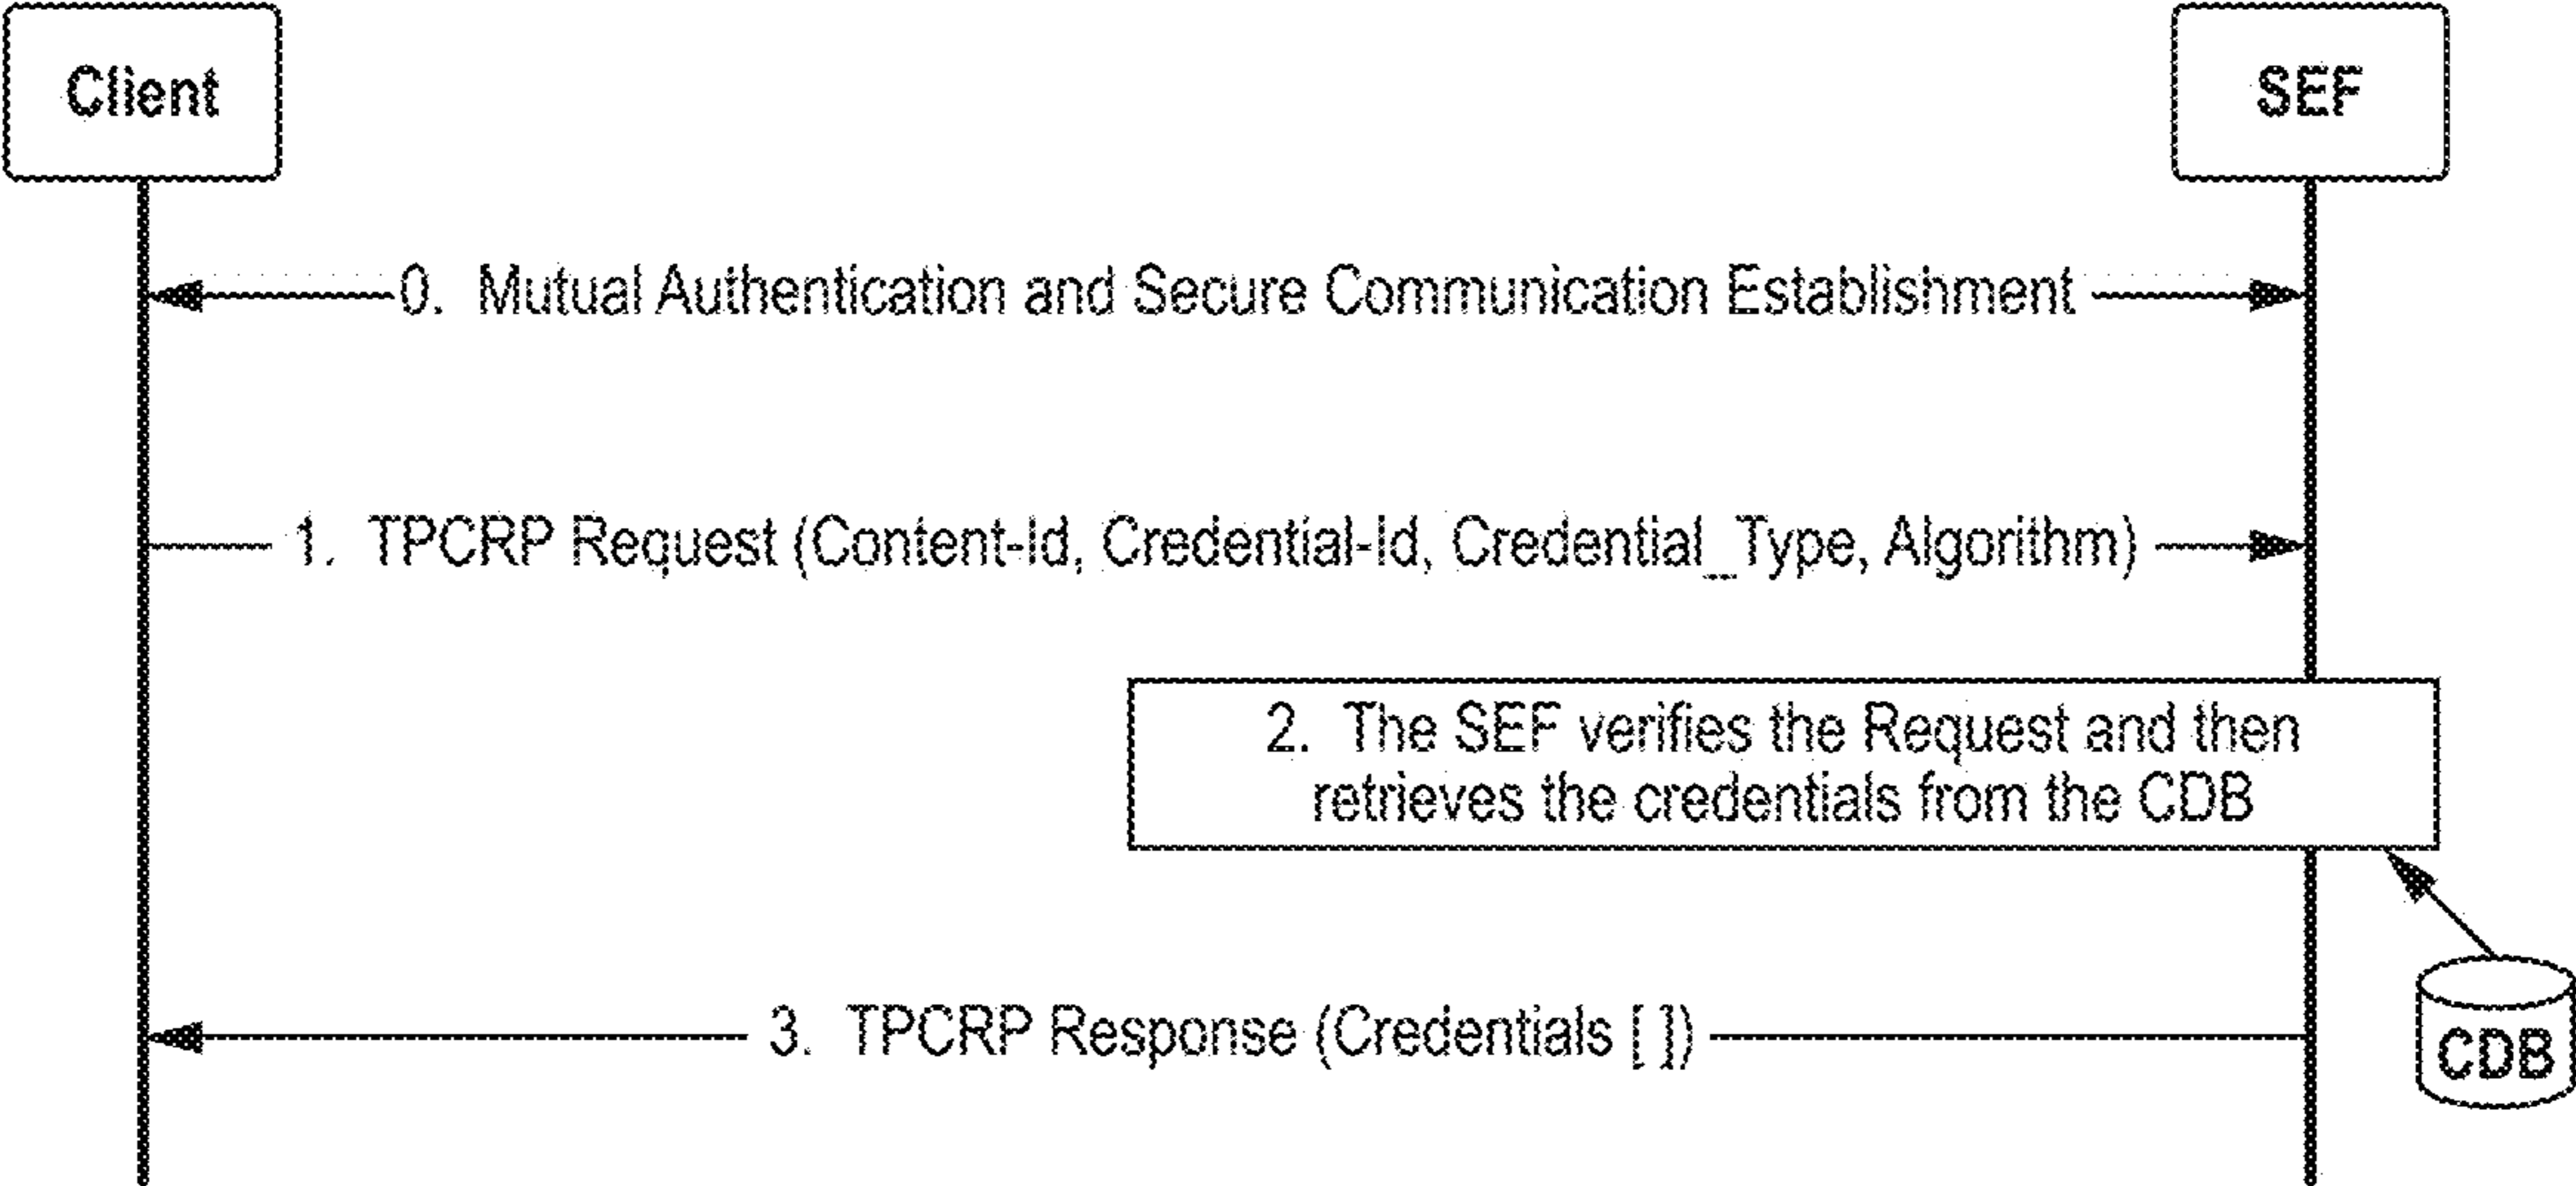 Client
SEF
0. Mutual Authentication and Secure Communication Establishment
1. TPCRP Request (Content-Id, Credential-Id, Credential_Type, Algorithm)
2. The SEF verifies the Request and then
retrieves the credentials from the CDB
3. TPCRP Response (Credentials [ ])
CDB